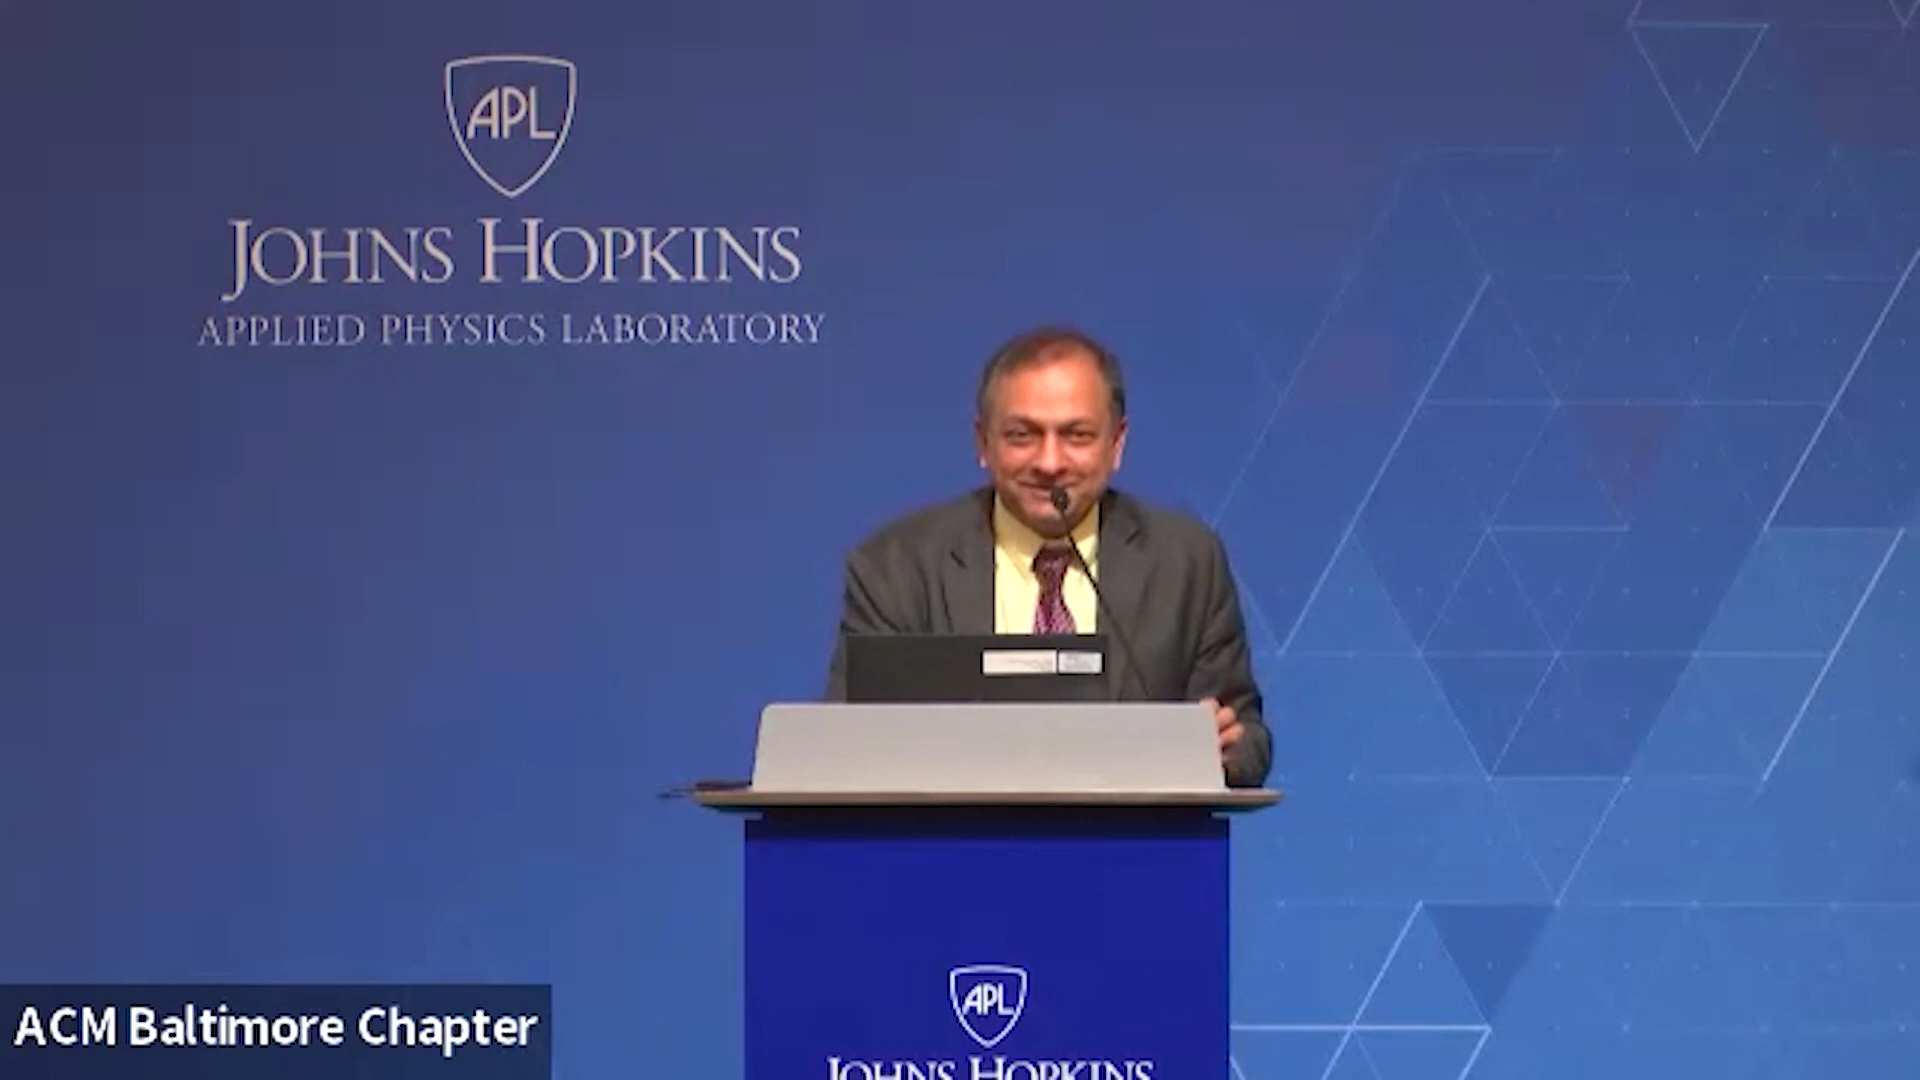 APL
JOHNS HOPKINS
APPLIED PHYSICS LABORATORY
ACM Baltimore Chapter
APL
JOHNS HOPKINS